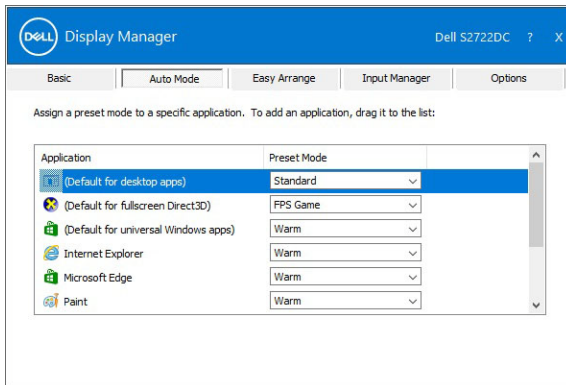 DELL Display Manager Dell S2722DC ? X
Basic Auto Mode Easy Arrange Input Manager Options
Assign a preset mode to a specific application. To add an application, drag it to the list:
Application Preset Mode
(Default for desktop apps) Standard
(Default for fullscreen Direct3D) FPS Game
(Default for universal Windows apps) Warm
Internet Explorer Warm
Microsoft Edge Warm
Paint Warm